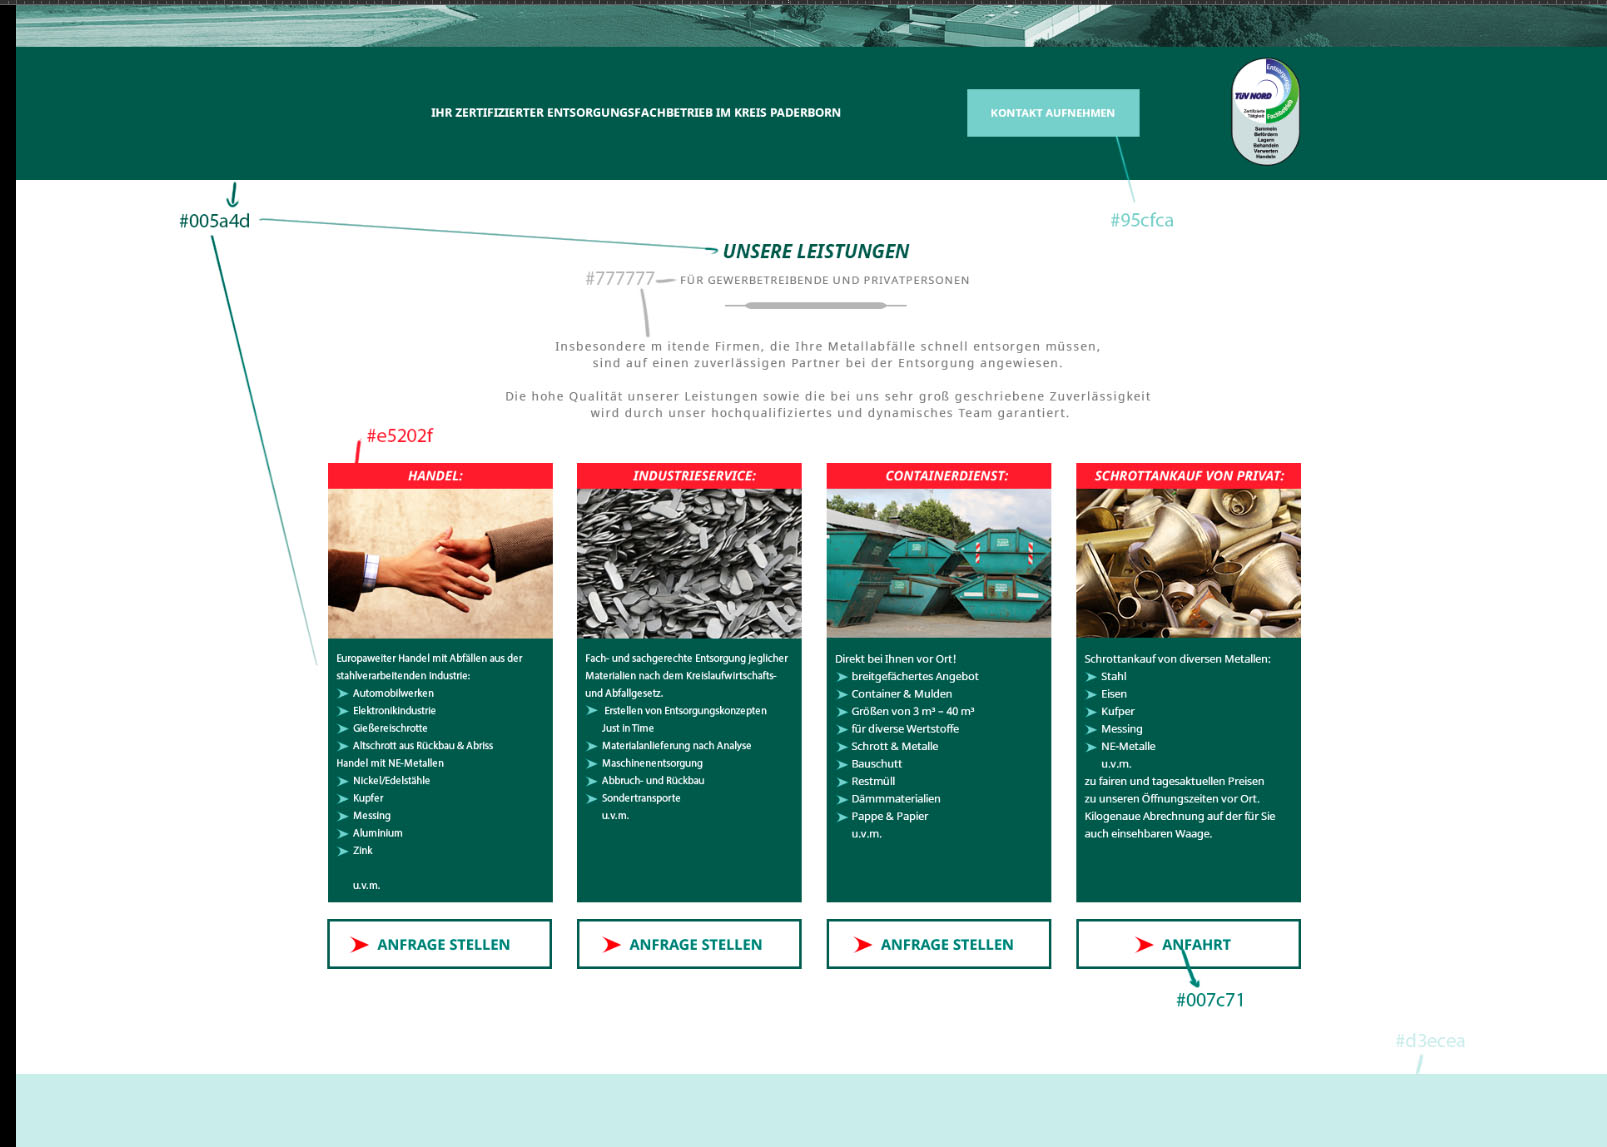 IHR ZERTIFIZIERTER ENTSORGUNGSFACHBETRIEB IM KREIS PADERBORN
KONTAKT AUFNEHMEN
Entsorgungs
Fachbetrieb
TÜV NORD
Zertifizierte
Tätigkeit
Sammeln
Befördern
Lagern
Behandeln
Verwerten
Handeln
#005a4d
#95cfca
UNSERE LEISTUNGEN
#777777
FÜR GEWERBETREIBENDE UND PRIVATPERSONEN
Insbesondere m itende Firmen, die Ihre Metallabfälle schnell entsorgen müssen,
sind auf einen zuverlässigen Partner bei der Entsorgung angewiesen.
Die hohe Qualität unserer Leistungen sowie die bei uns sehr groß geschriebene Zuverlässigkeit
wird durch unser hochqualifiziertes und dynamisches Team garantiert.
#e5202f
HANDEL:
Europaweiter Handel mit Abfällen aus der
stahlverarbeitenden Industrie:
Automobilwerken
Elektronikindustrie
Gießereischrotte
Altschrott aus Rückbau & Abriss
Handel mit NE-Metallen
Nickel/Edelstähle
Kupfer
Messing
Aluminium
Zink
u.v.m.
ANFRAGE STELLEN
INDUSTRIESERVICE:
Fach- und sachgerechte Entsorgung jeglicher
Materialien nach dem Kreislaufwirtschafts-
und Abfallgesetz.
Erstellen von Entsorgungskonzepten
Just in Time
Materialanlieferung nach Analyse
Maschinenentsorgung
Abbruch- und Rückbau
Sondertransporte
u.v.m.
ANFRAGE STELLEN
CONTAINERDIENST:
Direkt bei Ihnen vor Ort!
breitgefächertes Angebot
Container & Mulden
Größen von 3 m³ – 40 m³
für diverse Wertstoffe
Schrott & Metalle
Bauschutt
Restmüll
Dämmmaterialien
Pappe & Papier
u.v.m.
ANFRAGE STELLEN
SCHROTTANKAUF VON PRIVAT:
Schrottankauf von diversen Metallen:
Stahl
Eisen
Kufper
Messing
NE-Metalle
u.v.m.
zu fairen und tagesaktuellen Preisen
zu unseren Öffnungszeiten vor Ort.
Kilogenaue Abrechnung auf der für Sie
auch einsehbaren Waage.
ANFAHRT
#007c71
#d3ecea